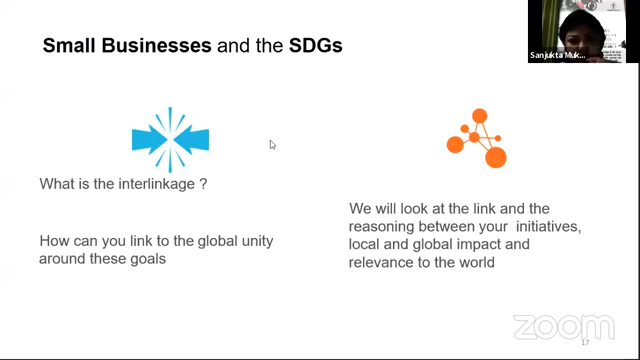 Small Businesses and the SDGs
Sanjukta Muk...
What is the interlinkage ?
How can you link to the global unity
around these goals
We will look at the link and the
reasoning between your initiatives,
local and global impact and
relevance to the world
zoom
17